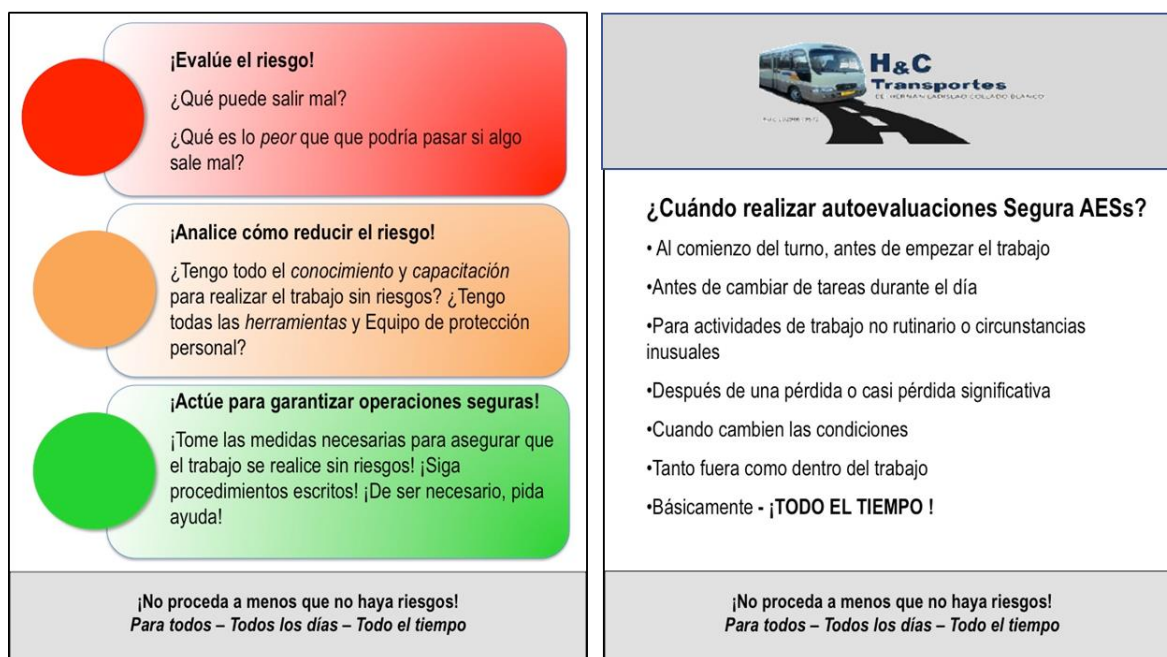 ¡Evalúe el riesgo!
¿Qué puede salir mal?
¿Qué es lo peor que que podría pasar si algo
sale mal?
¡Analice cómo reducir el riesgo!
¿Tengo todo el conocimiento y capacitación
para realizar el trabajo sin riesgos? ¿Tengo
todas las herramientas y Equipo de protección
personal?
¡Actúe para garantizar operaciones seguras!
¡Tome las medidas necesarias para asegurar que
el trabajo se realice sin riesgos! ¡Siga
procedimientos escritos! ¡De ser necesario, pida
ayuda!
¡No proceda a menos que no haya riesgos!
Para todos – Todos los días – Todo el tiempo
H&C
Transportes
DE: HERNAN LADISLAO COLLADO BLANCO
¿Cuándo realizar autoevaluaciones Segura AESs?
• Al comienzo del turno, antes de empezar el trabajo
•Antes de cambiar de tareas durante el día
•Para actividades de trabajo no rutinario o circunstancias
inusuales
•Después de una pérdida o casi pérdida significativa
•Cuando cambien las condiciones
•Tanto fuera como dentro del trabajo
•Básicamente - ¡TODO EL TIEMPO !
¡No proceda a menos que no haya riesgos!
Para todos – Todos los días – Todo el tiempo